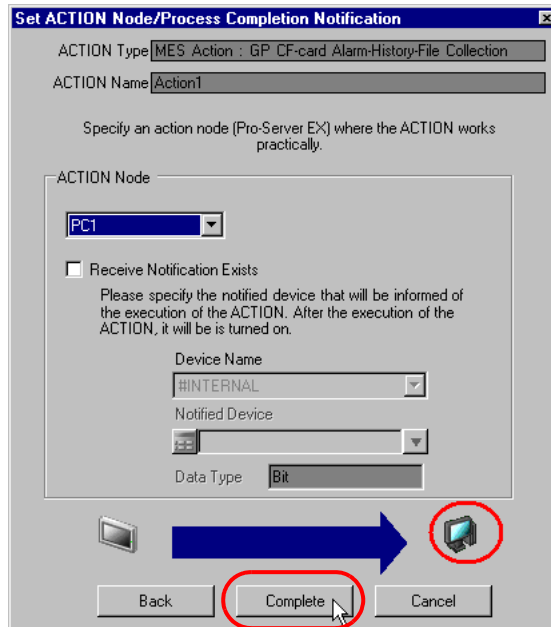 Set ACTION Node/Process Completion Notification
ACTION Type MES Action : GP CF-card Alarm-History-File Collection
ACTION Name Action1
Specify an action node (Pro-Server EX) where the ACTION works
practically.
ACTION Node
PC1
Receive Notification Exists
Please specify the notified device that will be informed of
the execution of the ACTION. After the execution of the
ACTION, it will be is turned on.
Device Name
#INTERNAL
Notified Device
Data Type Bit
Back Complete Cancel